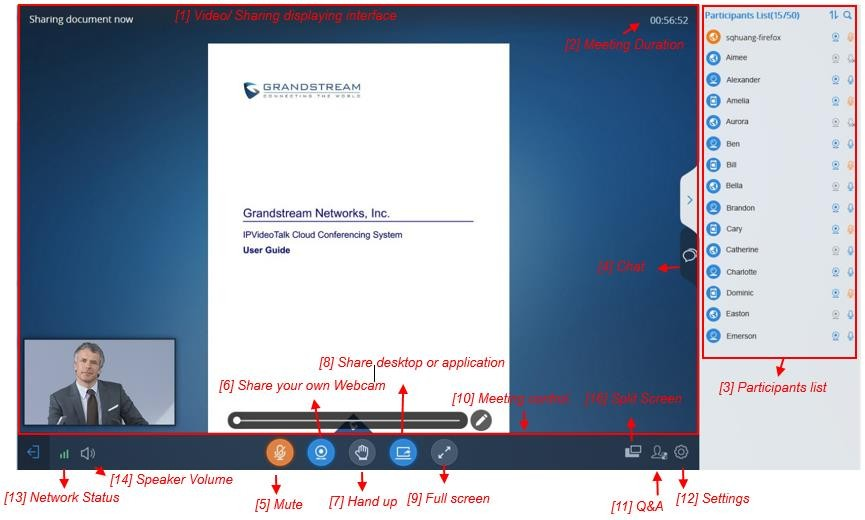 Sharing document now
[1] Video/ Sharing displaying interface
00:56:52
[2] Meeting Duration
Participants List(15/50)
sqhuang-firefox
Aimee
Alexander
Amelia
Aurora
Ben
Bill
Bella
Brandon
Cary
Catherine
Charlotte
Dominic
Easton
Emerson
[3] Participants list
GRANDSTREAM
CONNECTING THE WORLD
Grandstream Networks, Inc.
IPVideoTalk Cloud Conferencing System
User Guide
[4] Chat
[8] Share desktop or application
[6] Share your own Webcam
[10] Meeting control
[16] Split Screen
[14] Speaker Volume
[13] Network Status
[5] Mute
[7] Hand up
[9] Full screen
[11] Q&A
[12] Settings